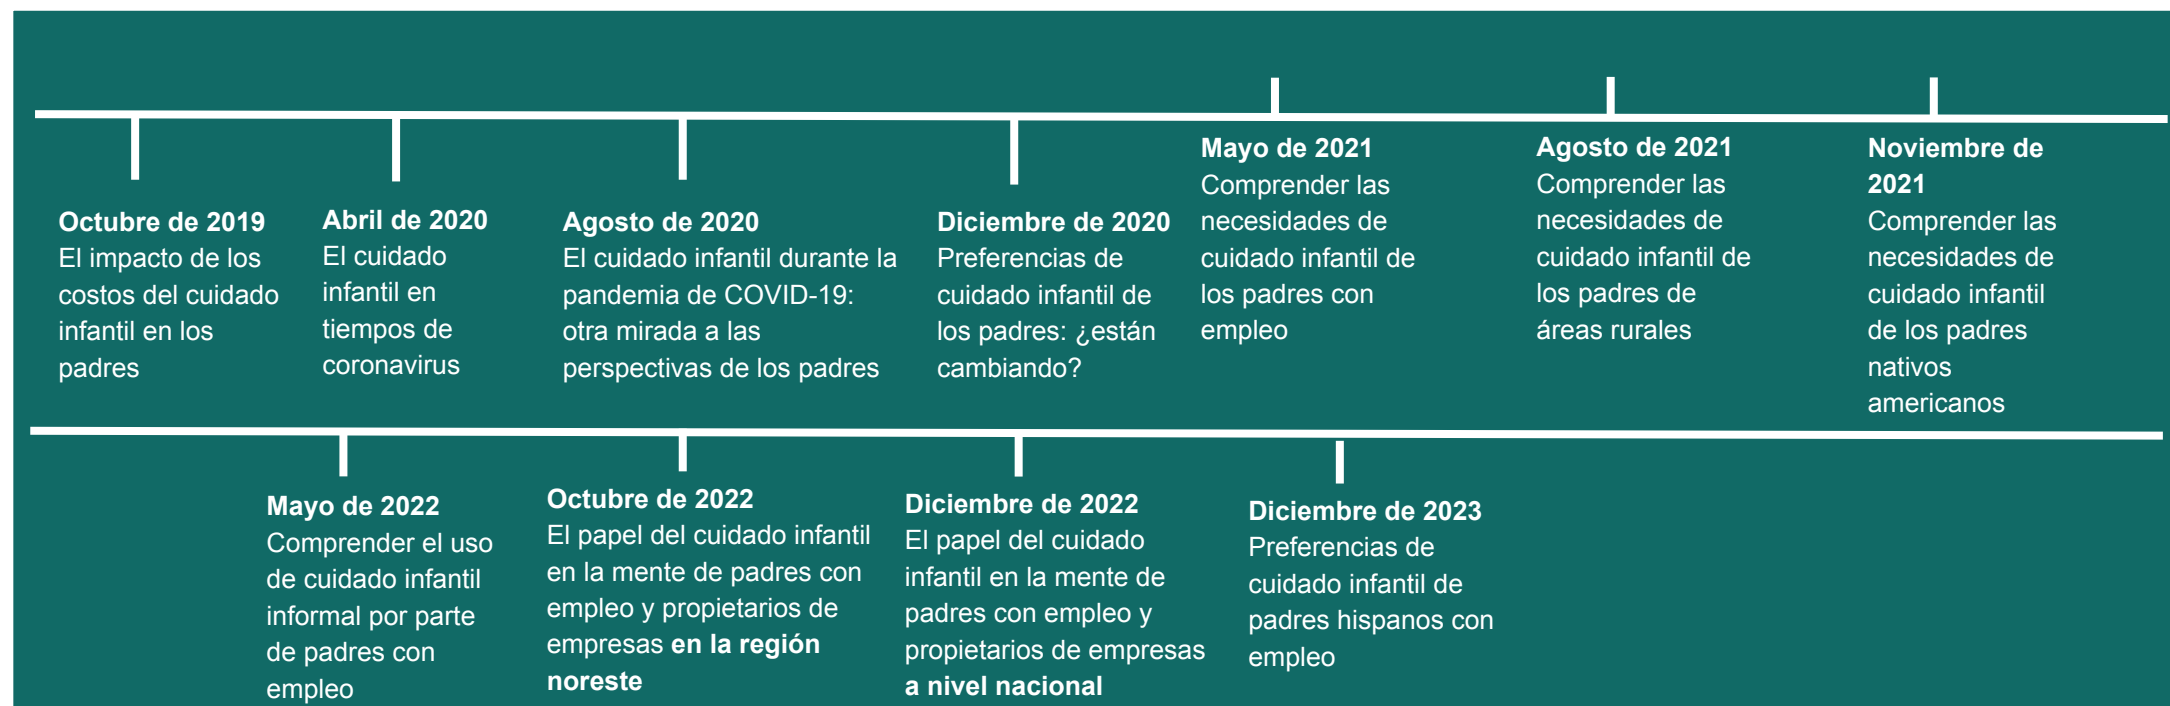 Octubre de 2019
El impacto de los
costos del cuidado
infantil en los
padres
Abril de 2020
El cuidado
infantil en
tiempos de
coronavirus
Agosto de 2020
El cuidado infantil durante la
pandemia de COVID-19:
otra mirada a las
perspectivas de los padres
Diciembre de 2020
Preferencias de
cuidado infantil de
los padres: ¿están
cambiando?
Mayo de 2021
Comprender las
necesidades de
cuidado infantil de
los padres con
empleo
Agosto de 2021
Comprender las
necesidades de
cuidado infantil de
los padres de
áreas rurales
Noviembre de
2021
Comprender las
necesidades de
cuidado infantil
de los padres
nativos
americanos
Mayo de 2022
Comprender el uso
de cuidado infantil
informal por parte
de padres con
empleo
Octubre de 2022
El papel del cuidado infantil
en la mente de padres con
empleo y propietarios de
empresas en la región
noreste
Diciembre de 2022
El papel del cuidado
infantil en la mente de
padres con empleo y
propietarios de empresas
a nivel nacional
Diciembre de 2023
Preferencias de
cuidado infantil de
padres hispanos con
empleo